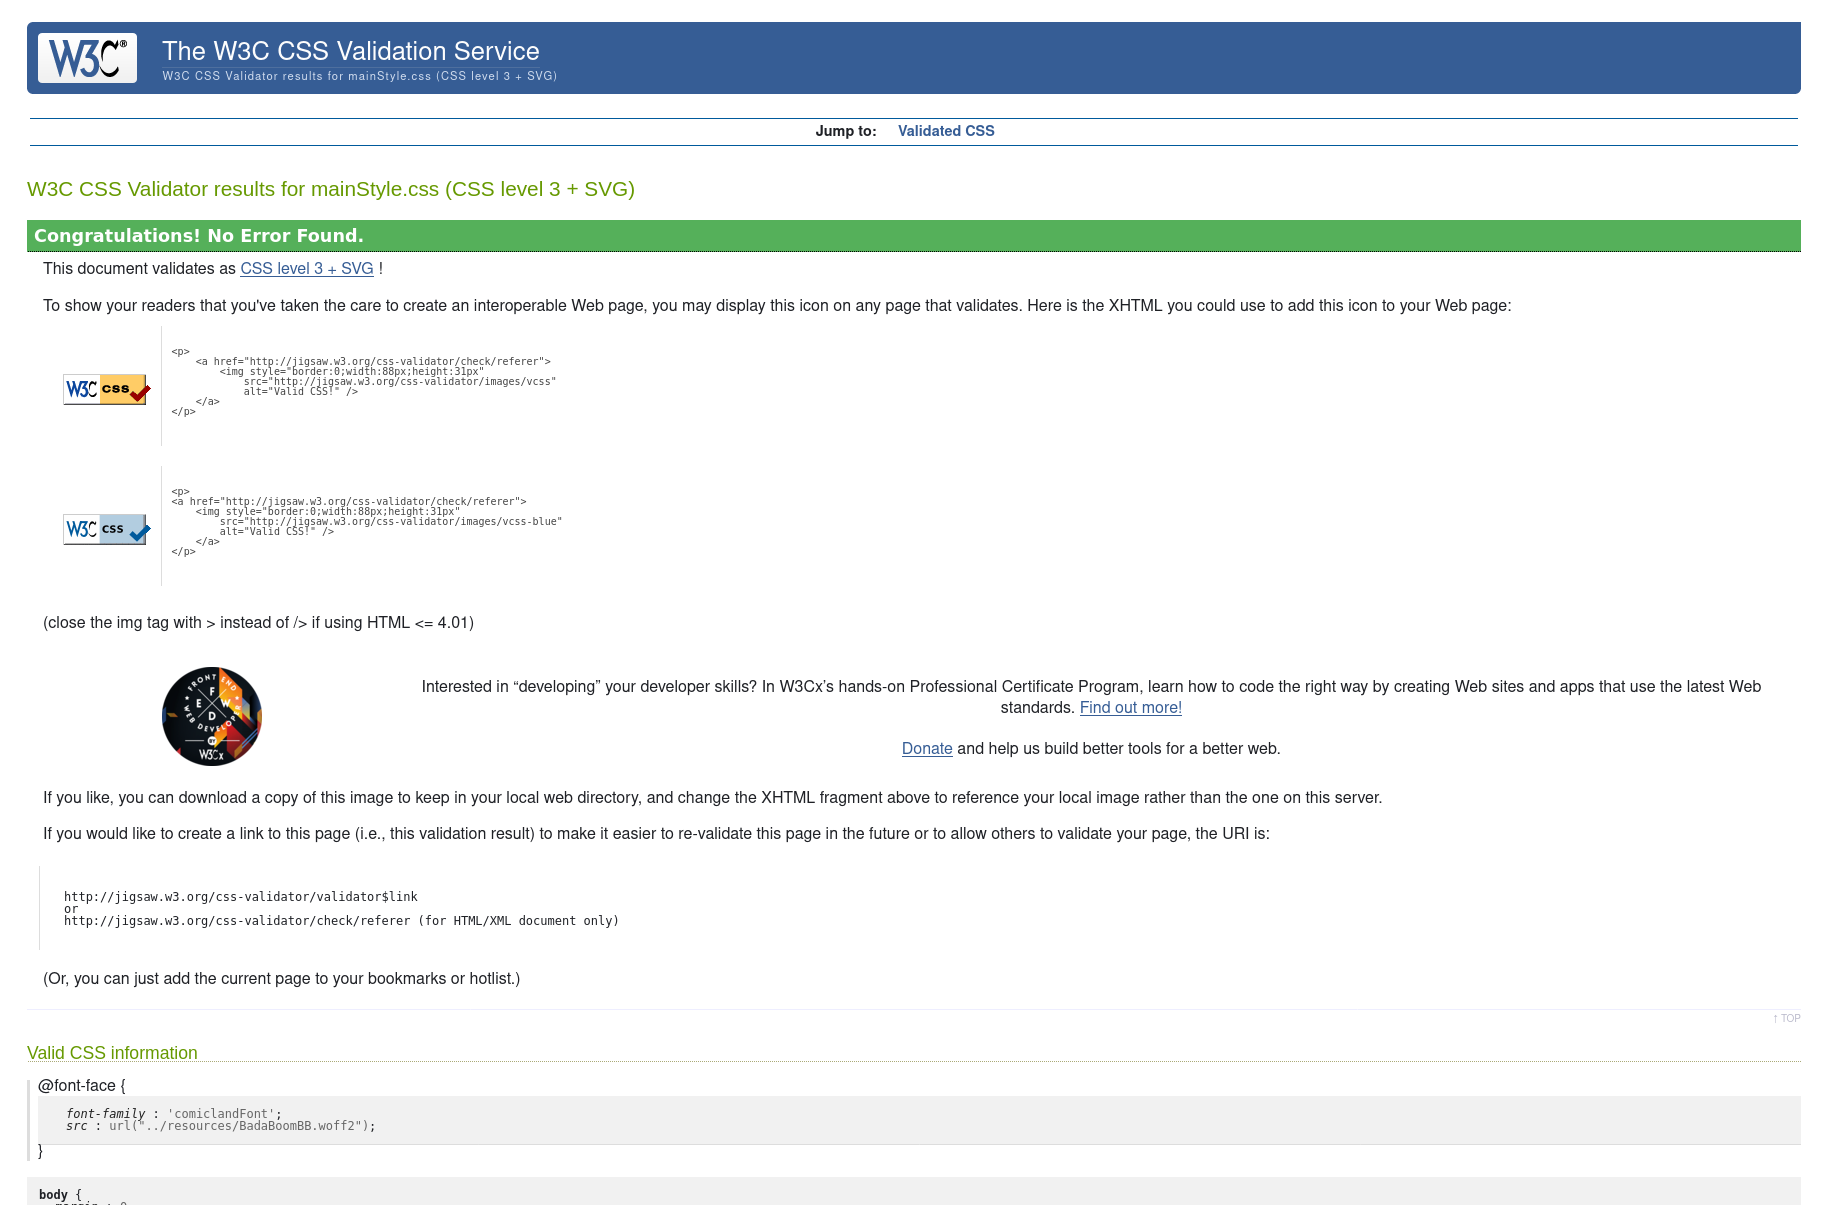 W3C®
The W3C CSS Validation Service
W3C CSS Validator results for mainStyle.css (CSS level 3 + SVG)
Jump to: Validated CSS
W3C CSS Validator results for mainStyle.css (CSS level 3 + SVG)
Congratulations! No Error Found.
This document validates as CSS level 3 + SVG !
To show your readers that you've taken the care to create an interoperable Web page, you may display this icon on any page that validates. Here is the XHTML you could use to add this icon to your Web page:
W3C css
<p>
    <a href="http://jigsaw.w3.org/css-validator/check/referer">
        <img style="border:0;width:88px;height:31px"
            src="http://jigsaw.w3.org/css-validator/images/vcss"
            alt="Valid CSS!" />
    </a>
</p>
W3C css
<p>
<a href="http://jigsaw.w3.org/css-validator/check/referer">
    <img style="border:0;width:88px;height:31px"
        src="http://jigsaw.w3.org/css-validator/images/vcss-blue"
        alt="Valid CSS!" />
    </a>
</p>
(close the img tag with > instead of /> if using HTML <= 4.01)
FRONT END
F
E W
D
WEB DEVELOPER
BY
W3Cx
Interested in “developing” your developer skills? In W3Cx’s hands-on Professional Certificate Program, learn how to code the right way by creating Web sites and apps that use the latest Web
standards. Find out more!
Donate and help us build better tools for a better web.
If you like, you can download a copy of this image to keep in your local web directory, and change the XHTML fragment above to reference your local image rather than the one on this server.
If you would like to create a link to this page (i.e., this validation result) to make it easier to re-validate this page in the future or to allow others to validate your page, the URI is:
http://jigsaw.w3.org/css-validator/validator$link
or
http://jigsaw.w3.org/css-validator/check/referer (for HTML/XML document only)
(Or, you can just add the current page to your bookmarks or hotlist.)
↑ TOP
Valid CSS information
@font-face {
font-family : 'comiclandFont';
src : url("../resources/BadaBoomBB.woff2");
}
body {